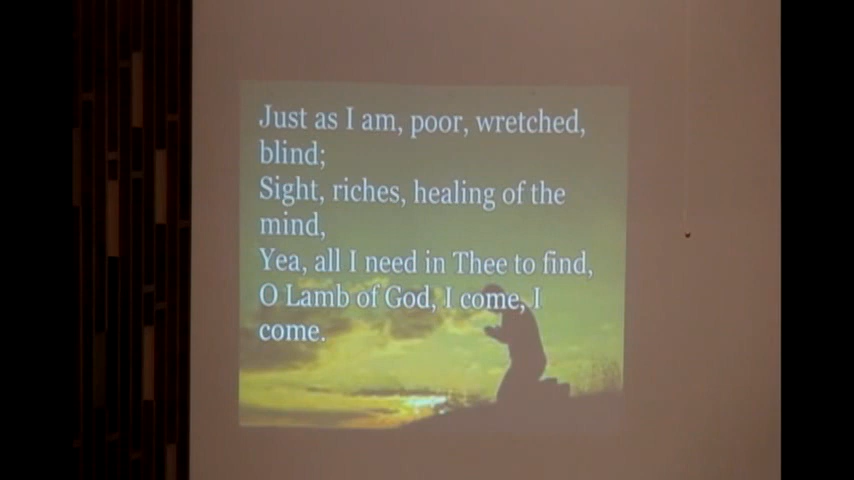 Just as I am, poor, wretched,
blind;
Sight, riches, healing of the
mind,
Yea, all I need in Thee to find,
O Lamb of God, I come, I
come.